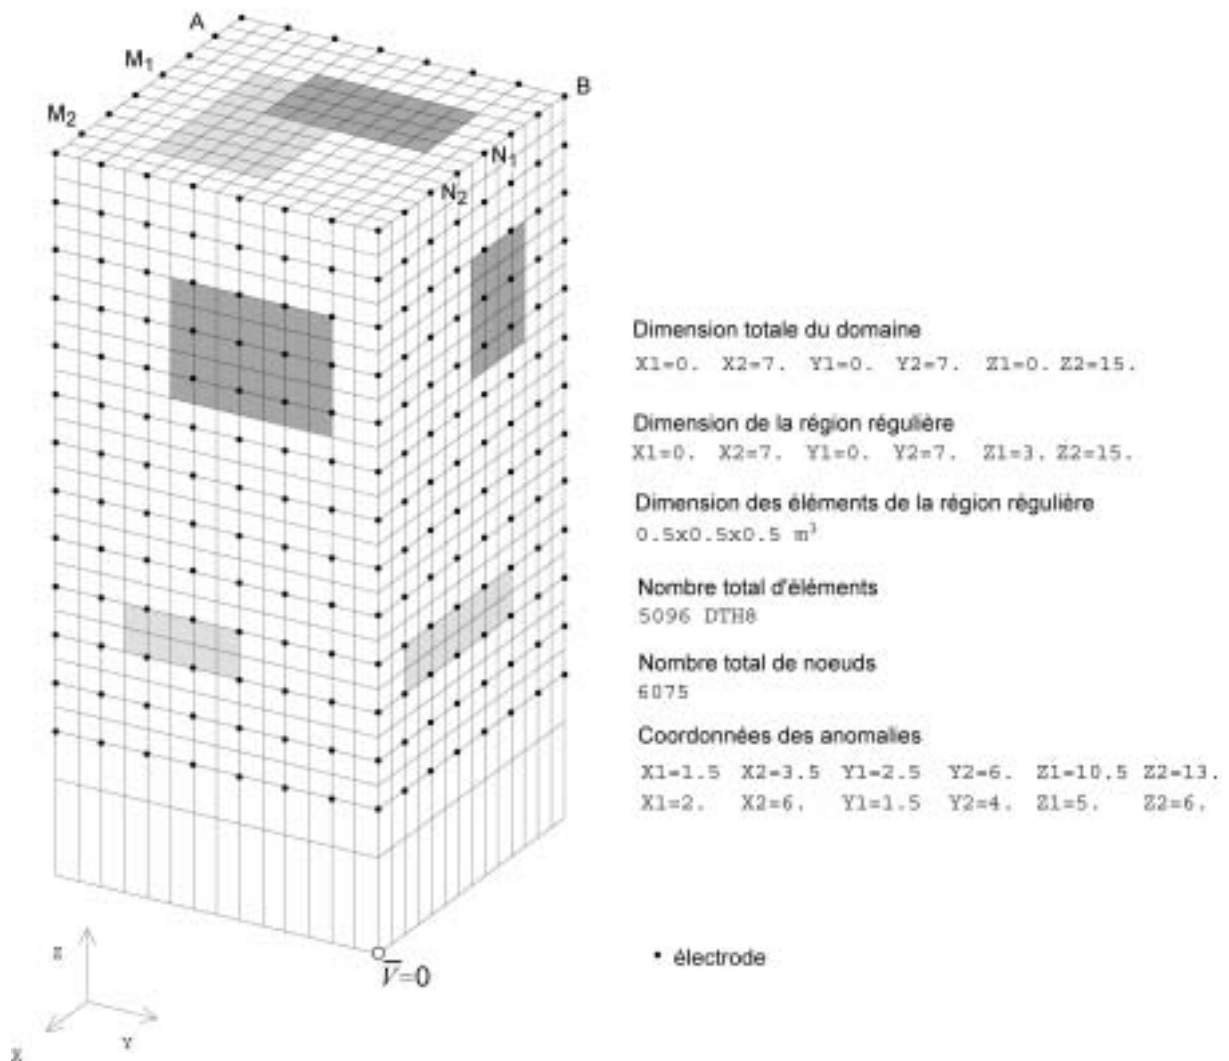 A
M1
M2
B
N1
N2
Dimension totale du domaine
X1=0. X2=7. Y1=0. Y2=7. Z1=0. Z2=15.
Dimension de la région régulière
X1=0. X2=7. Y1=0. Y2=7. Z1=3. Z2=15.
Dimension des éléments de la région régulière
0.5x0.5x0.5 m³
Nombre total d'éléments
5096 DTH8
Nombre total de noeuds
6075
Coordonnées des anomalies
X1=1.5 X2=3.5 Y1=2.5 Y2=6. Z1=10.5 Z2=13.
X1=2. X2=6. Y1=1.5 Y2=4. Z1=5. Z2=6.
• électrode
V̅=0
Z
Y
X